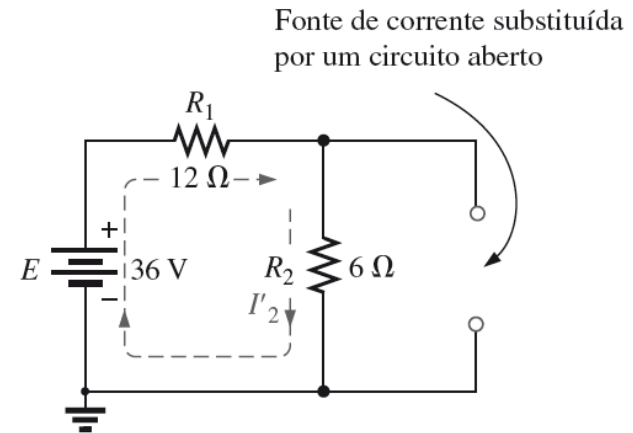 Fonte de corrente substituída
por um circuito aberto
R₁
12 Ω
+
E
36 V
R₂
6 Ω
I'₂
–